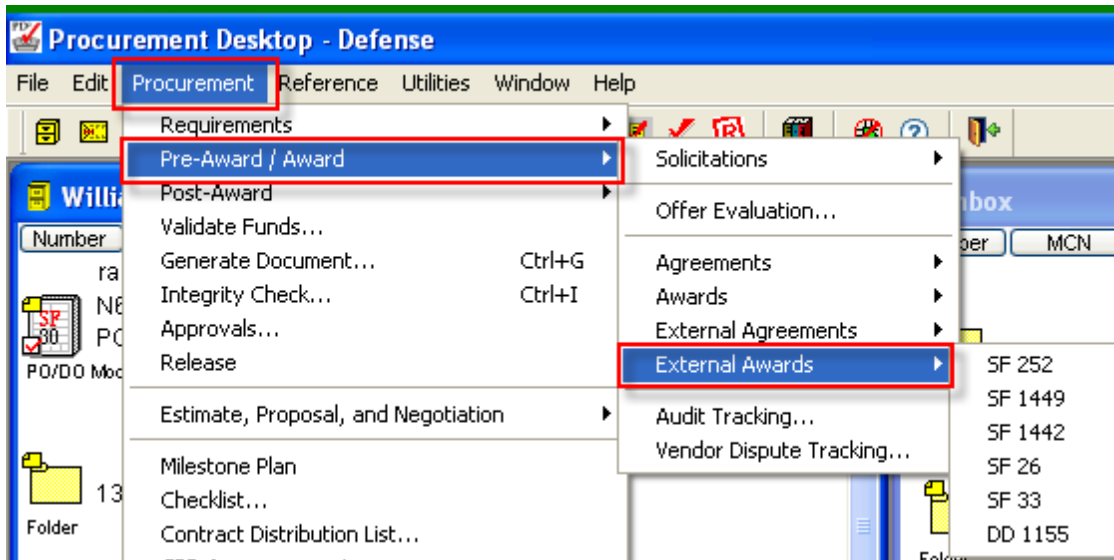 Procurement Desktop - Defense
File Edit Procurement Reference Utilities Window Help
Requirements
Pre-Award / Award
Post-Award
Validate Funds...
Generate Document... Ctrl+G
Integrity Check... Ctrl+I
Approvals...
Release
Estimate, Proposal, and Negotiation
Milestone Plan
Checklist...
Contract Distribution List...
Solicitations
Offer Evaluation...
Agreements
Awards
External Agreements
External Awards
Audit Tracking...
Vendor Dispute Tracking...
SF 252
SF 1449
SF 1442
SF 26
SF 33
DD 1155
Number
SF
30
PO/DO Mod
13
Folder
MCN